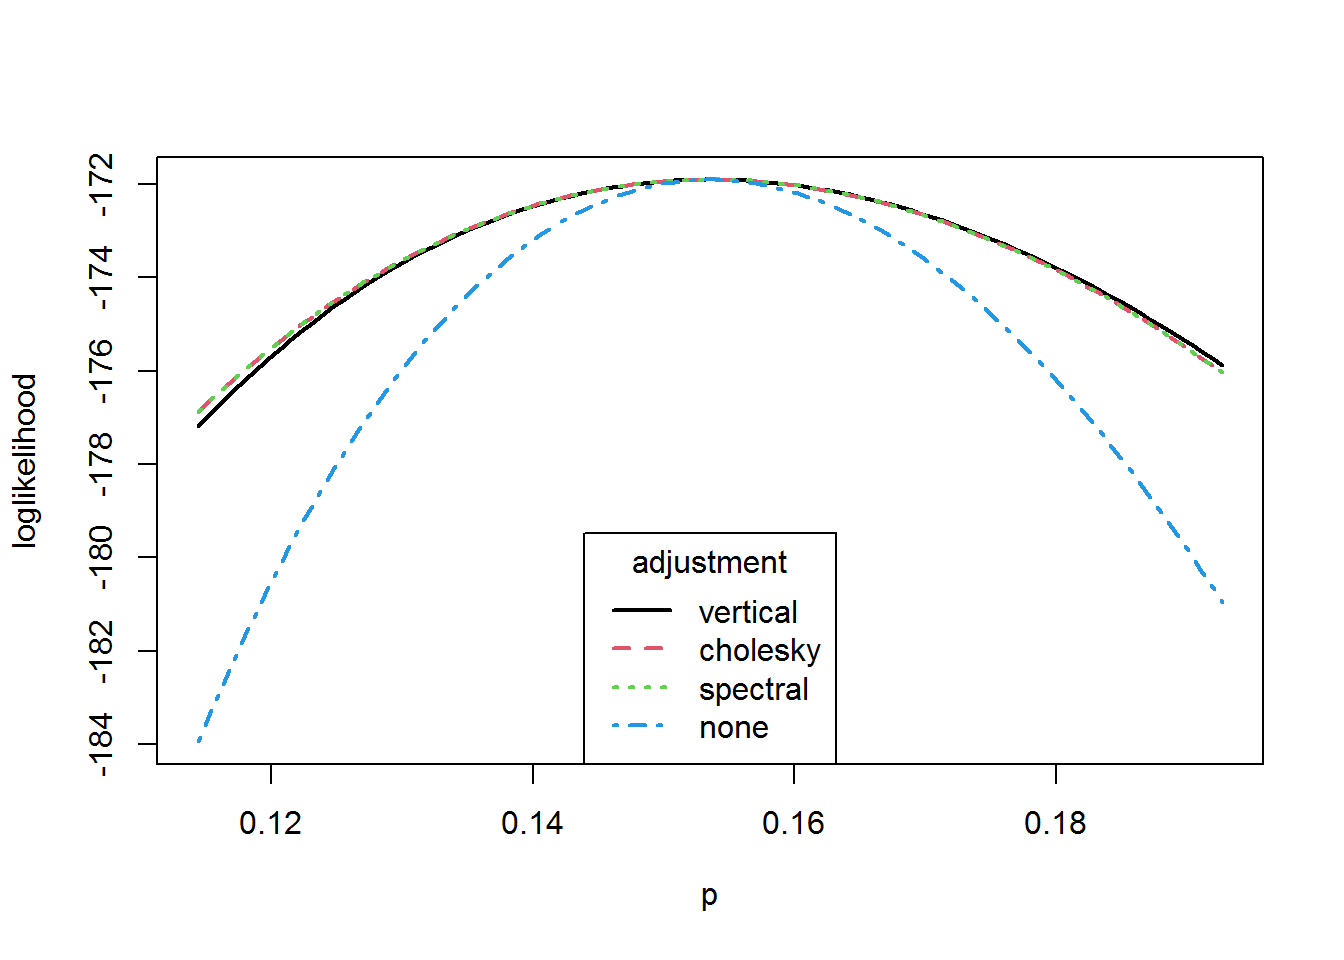 loglikelihood
-172
-174
-176
-178
-180
-182
-184
adjustment
vertical
cholesky
spectral
none
0.12 0.14 0.16 0.18
p